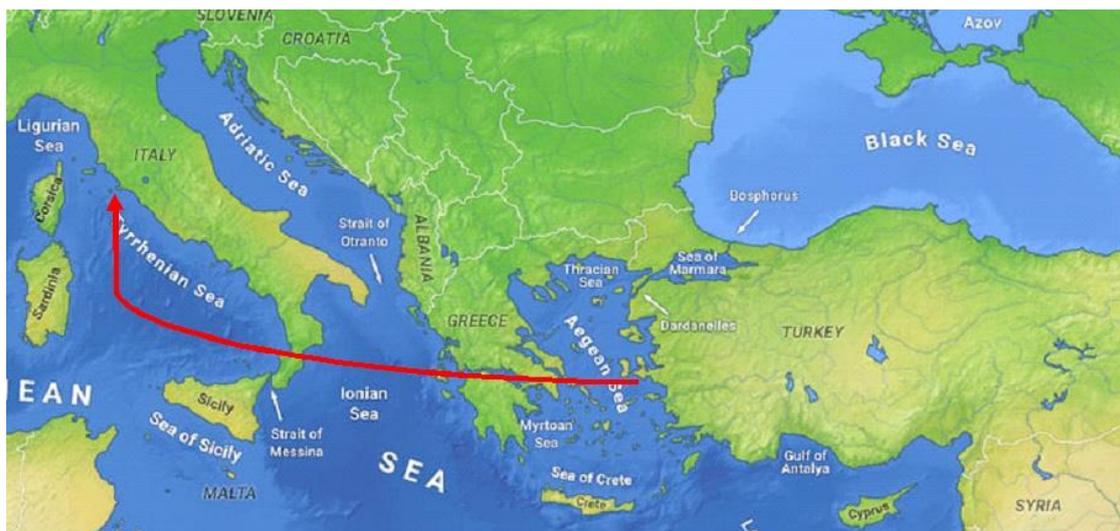 SLOVENIA
CROATIA
Azov
Ligurian
Sea
ITALY
Adriatic Sea
Black Sea
Corsica
Bosphorus
Strait of
Otranto
ALBANIA
Tyrrhenian Sea
Sea of
Marmara
Thracian
Sea
Sardinia
Dardanelles
GREECE
Aegean Sea
TURKEY
EAN
Sicily
Ionian
Sea
Sea of Sicily
Strait of
Messina
Myrtoan
Sea
SEA
Gulf of
Antalya
Sea of Crete
MALTA
Crete
Cyprus
SYRIA